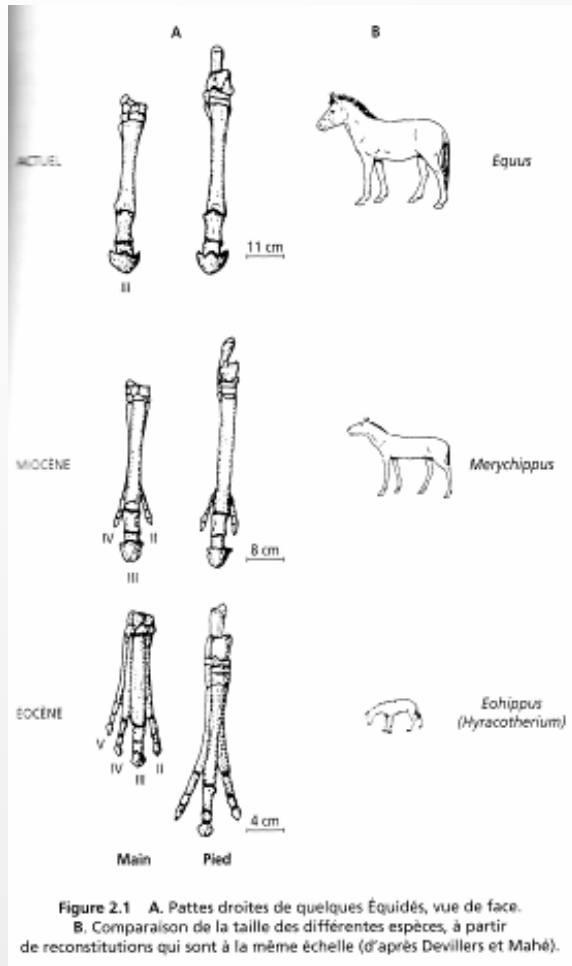 A B
ACTUEL
Equus
11 cm
III
MIOCÈNE
Merychippus
IV II
8 cm
III
EOCÈNE
Eohippus
(Hyracotherium)
V
IV
III
II
4 cm
Main Pied
Figure 2.1 A. Pattes droites de quelques Équidés, vue de face.
B. Comparaison de la taille des différentes espèces, à partir
de reconstitutions qui sont à la même échelle (d'après Devillers et Mahé).